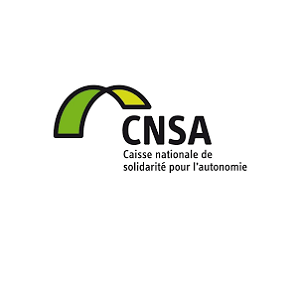 CNSA
Caisse nationale de
solidarité pour l'autonomie